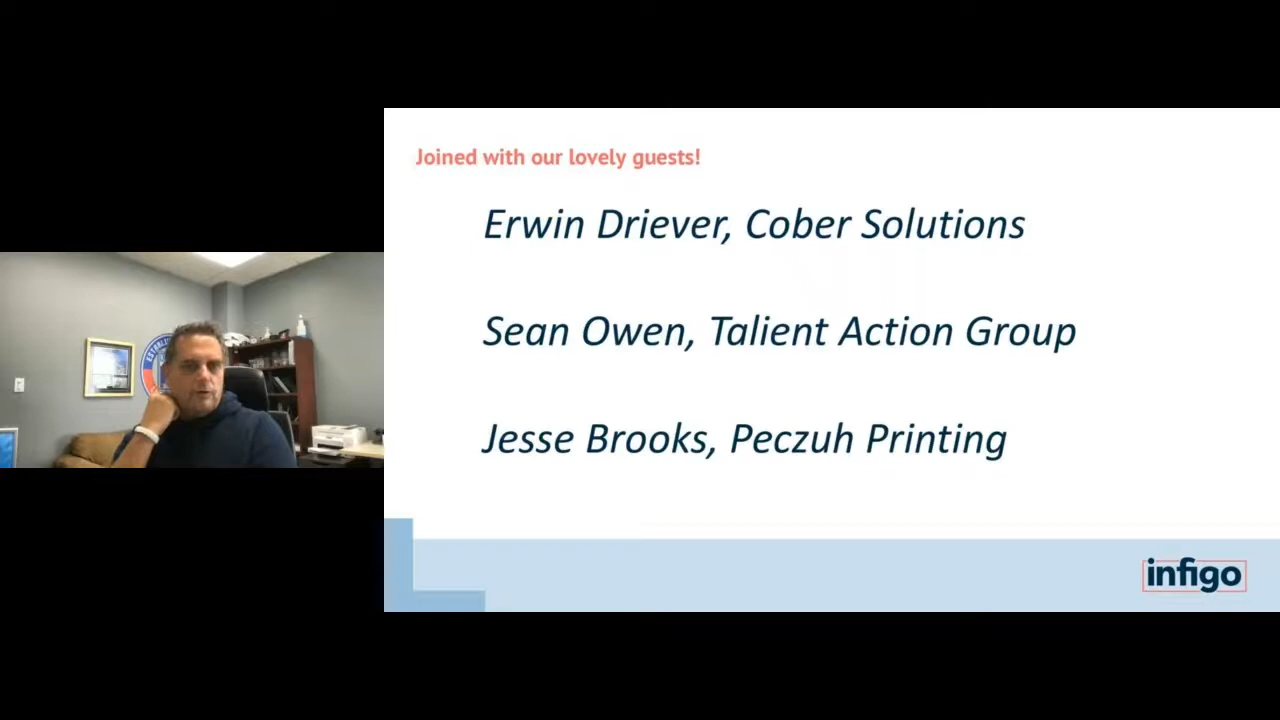 Joined with our lovely guests!
Erwin Driever, Cober Solutions
Sean Owen, Talient Action Group
Jesse Brooks, Peczuh Printing
infigo